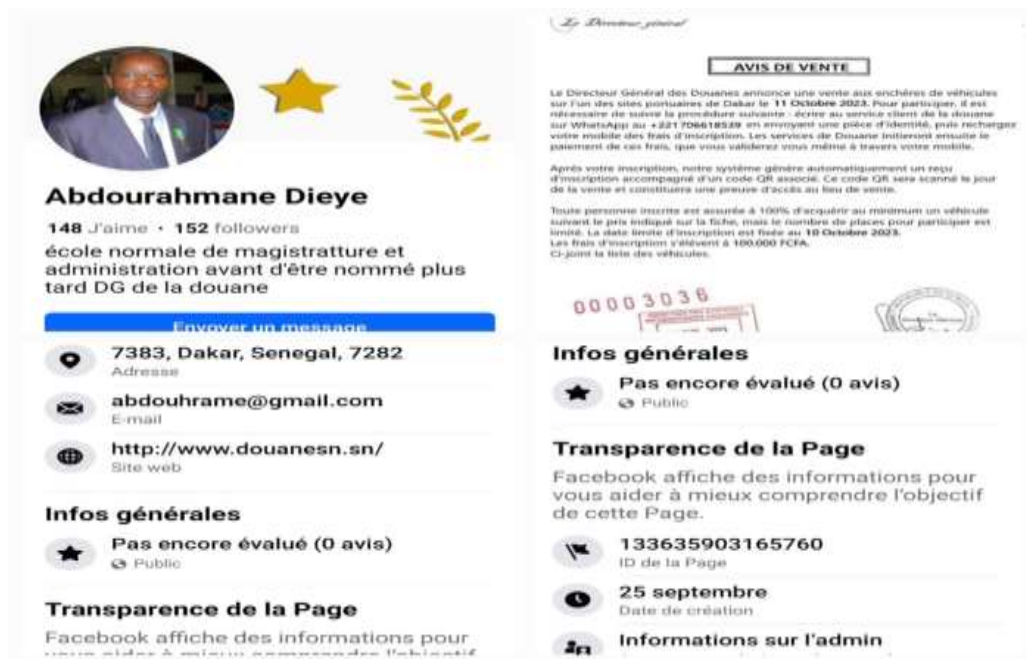 Le Directeur général
AVIS DE VENTE
Le Directeur Général des Douanes annonce une vente aux enchères de véhicules
sur l'un des sites portuaires de Dakar le 11 Octobre 2023. Pour participer, il est
nécessaire de suivre la procédure suivante : écrire au service client de la douane
sur WhatsApp au +221 706618539 en envoyant une pièce d'identité, puis rechargez
votre mobile des frais d'inscription. Les services de Douane Initieront ensuite le
paiement de ces frais, que vous validerez vous même à travers votre mobile.
Après votre inscription, notre système génère automatiquement un reçu
d'inscription accompagné d'un code QR associé. Ce code QR sera scanné le jour
de la vente et constituera une preuve d'accès au lieu de vente.
Toute personne inscrite est assurée à 100% d'acquérir au minimum un véhicule
suivant le prix indiqué sur la fiche, mais le nombre de places pour participer est
limité. La date limite d'inscription est fixée au 10 Octobre 2023.
Les frais d'inscription s'élèvent à 100.000 FCFA.
Ci-joint la liste des véhicules.
00003036
Abdourahmane Dieye
148 J'aime • 152 followers
école normale de magistratture et
administration avant d'être nommé plus
tard DG de la douane
Envoyer un message
7383, Dakar, Senegal, 7282
Adresse
abdouhrame@gmail.com
E-mail
http://www.douanesn.sn/
Site web
Infos générales
Pas encore évalué (0 avis)
Public
Transparence de la Page
Facebook affiche des informations pour
Infos générales
Pas encore évalué (0 avis)
Public
Transparence de la Page
Facebook affiche des informations pour
vous aider à mieux comprendre l'objectif
de cette Page.
133635903165760
ID de la Page
25 septembre
Date de création
Informations sur l'admin